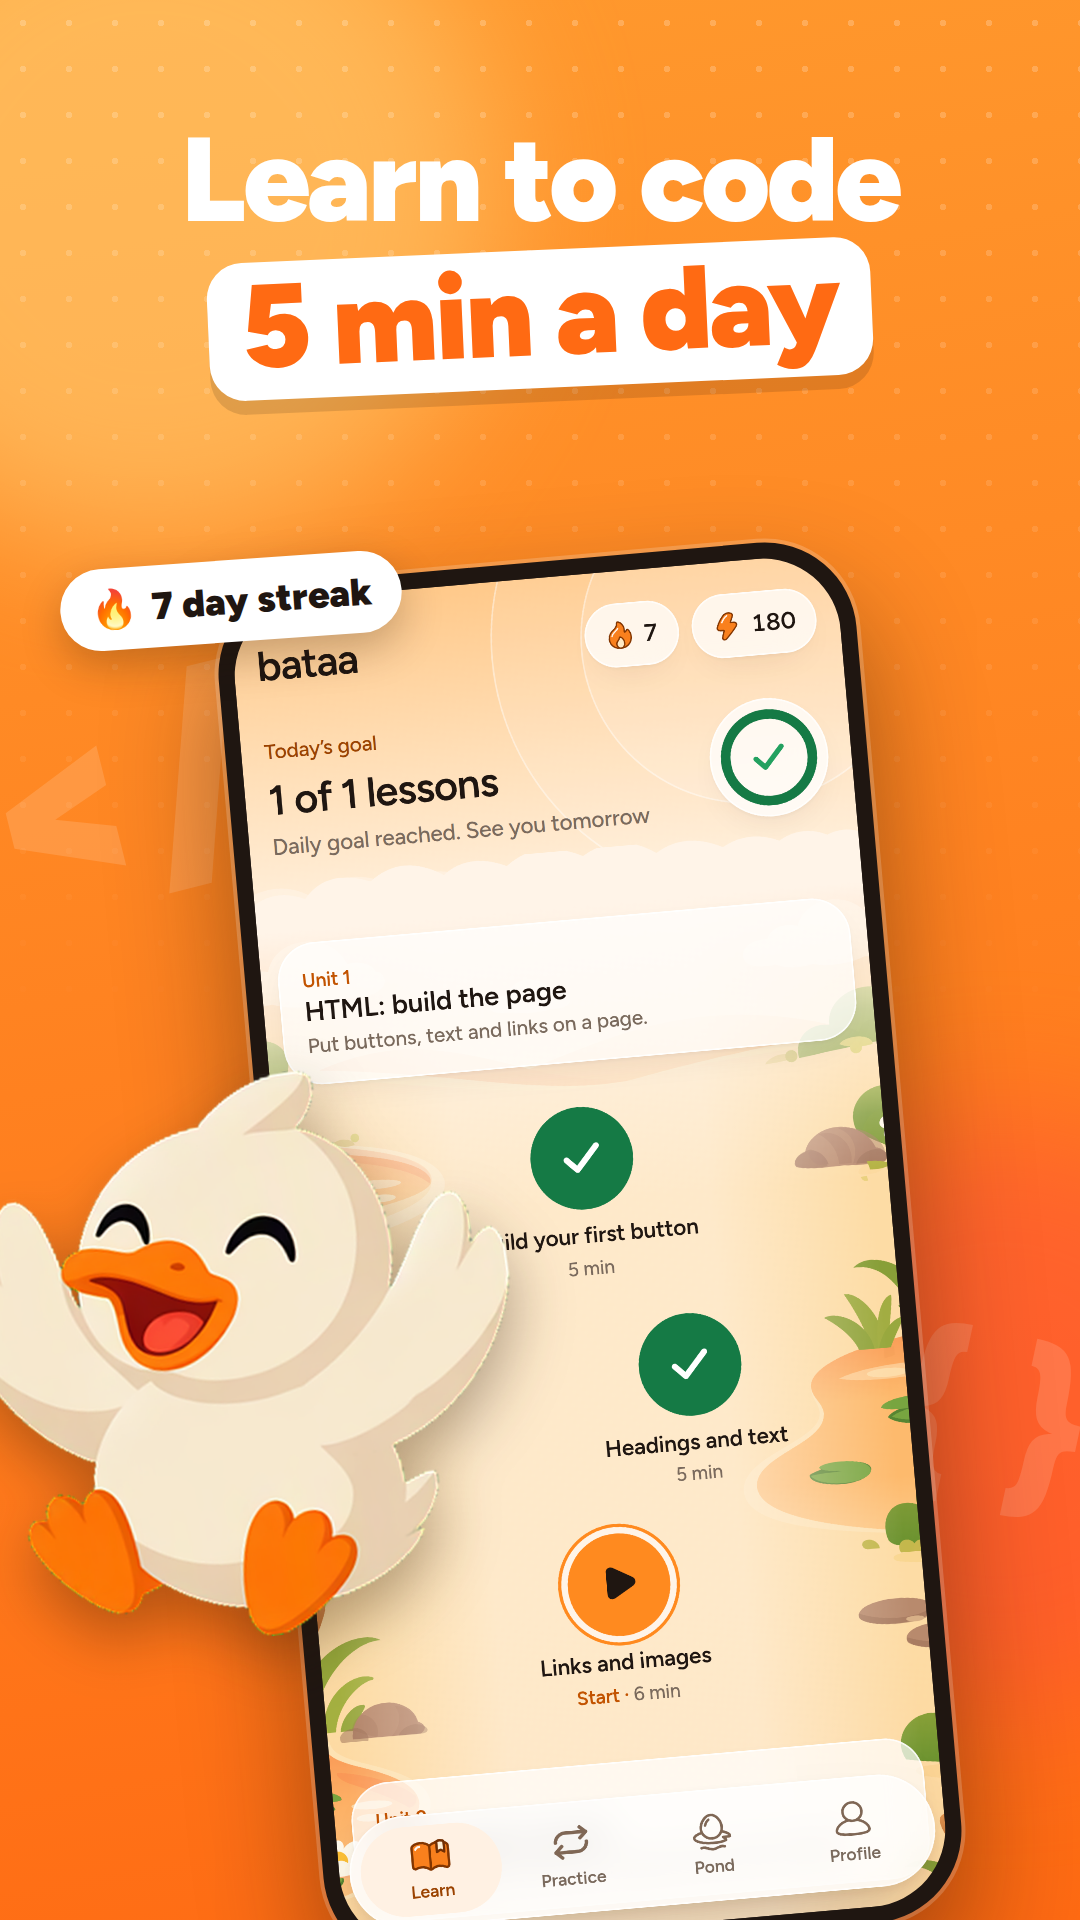 Learn to code
5 min a day
🔥 7 day streak
bataa
7
180
Today's goal
1 of 1 lessons
Daily goal reached. See you tomorrow
</
Unit 1
HTML: build the page
Put buttons, text and links on a page.
ild your first button
5 min
{ }
Headings and text
5 min
Links and images
Start · 6 min
Learn
Practice
Pond
Profile